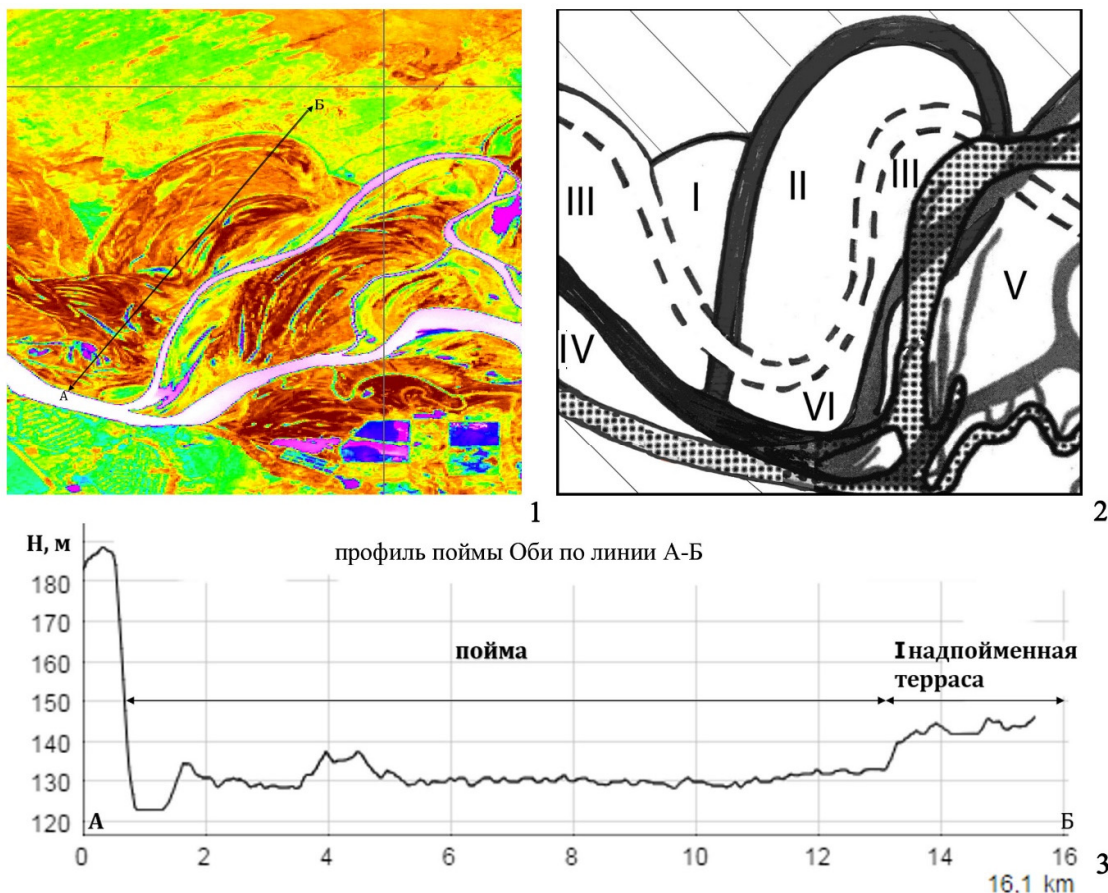 Б
А
1
I
II
III
III
IV
V
VI
2
Н, м
профиль поймы Оби по линии А-Б
180
170
160
150
140
130
120
пойма
I надпойменная
терраса
А
Б
0 2 4 6 8 10 12 14 16
16.1 km
3